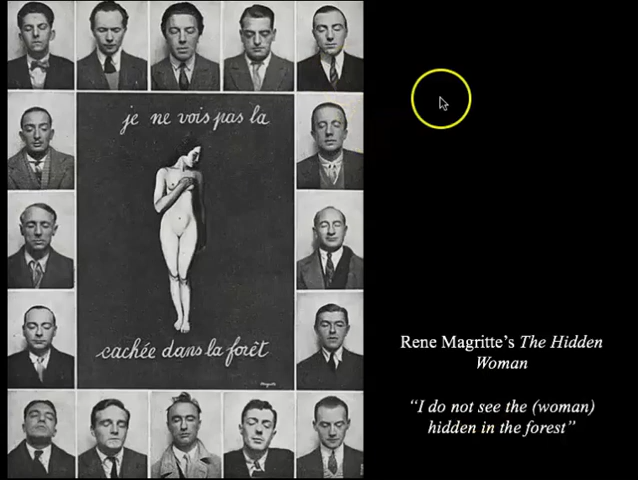 je ne vois pas la
cachée dans la forêt
Rene Magritte's The Hidden
Woman
"I do not see the (woman)
hidden in the forest"